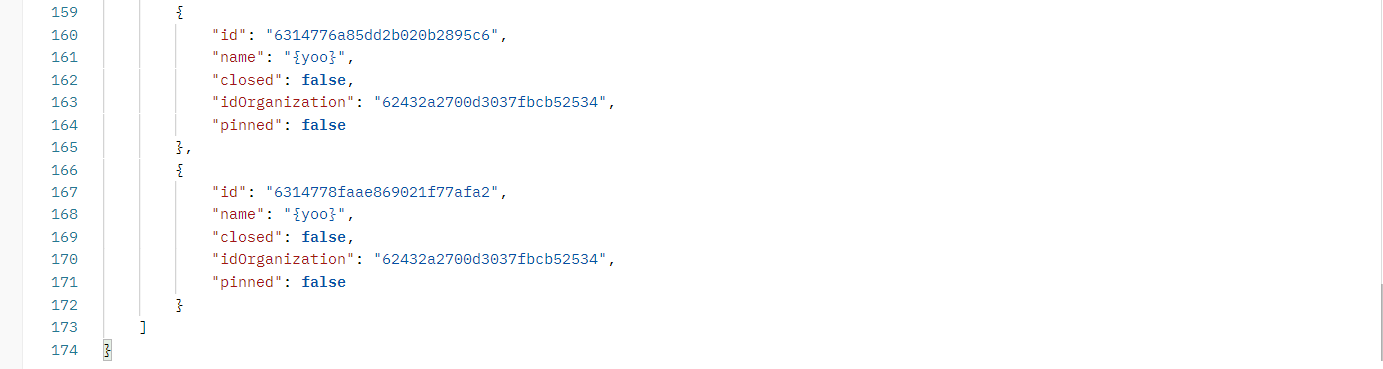 159 {
160 "id": "6314776a85dd2b020b2895c6",
161 "name": "{yoo}",
162 "closed": false,
163 "idOrganization": "62432a2700d3037fbcb52534",
164 "pinned": false
165 },
166 {
167 "id": "6314778faae869021f77afa2",
168 "name": "{yoo}",
169 "closed": false,
170 "idOrganization": "62432a2700d3037fbcb52534",
171 "pinned": false
172 }
173 ]
174 }